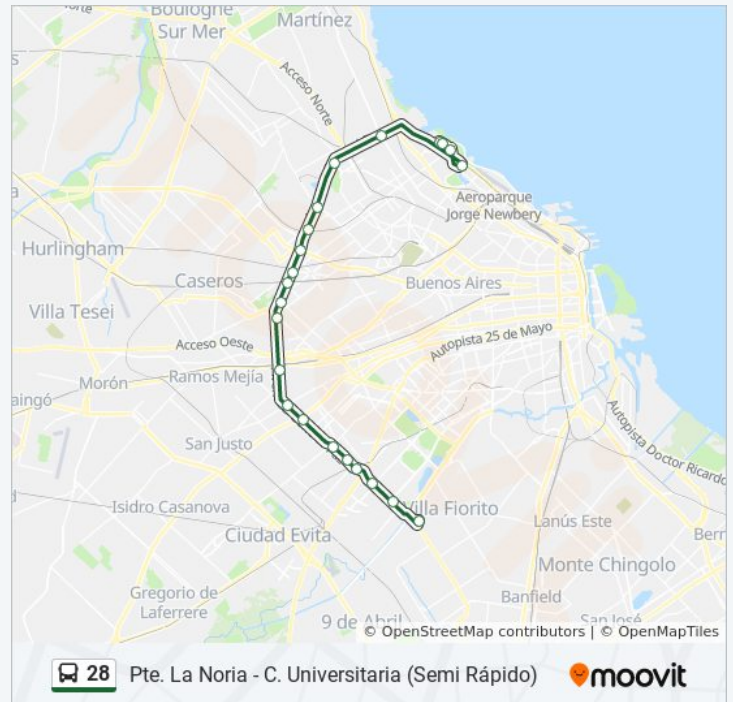 Boulogne
Sur Mer
Martínez
Acceso Norte
Aeroparque
Jorge Newbery
Hurlingham
Caseros
Buenos Aires
Villa Tesei
Acceso Oeste
Autopista 25 de Mayo
Ramos Mejía
Morón
aingó
San Justo
Autopista Doctor Ricardo
Isidro Casanova
Villa Fiorito
Lanús Este
Ciudad Evita
Bern
Monte Chingolo
Gregorio de
Laferrere
Banfield
9 de Abril
San José
© OpenStreetMap contributors | © OpenMapTiles
28 Pte. La Noria - C. Universitaria (Semi Rápido) moovit